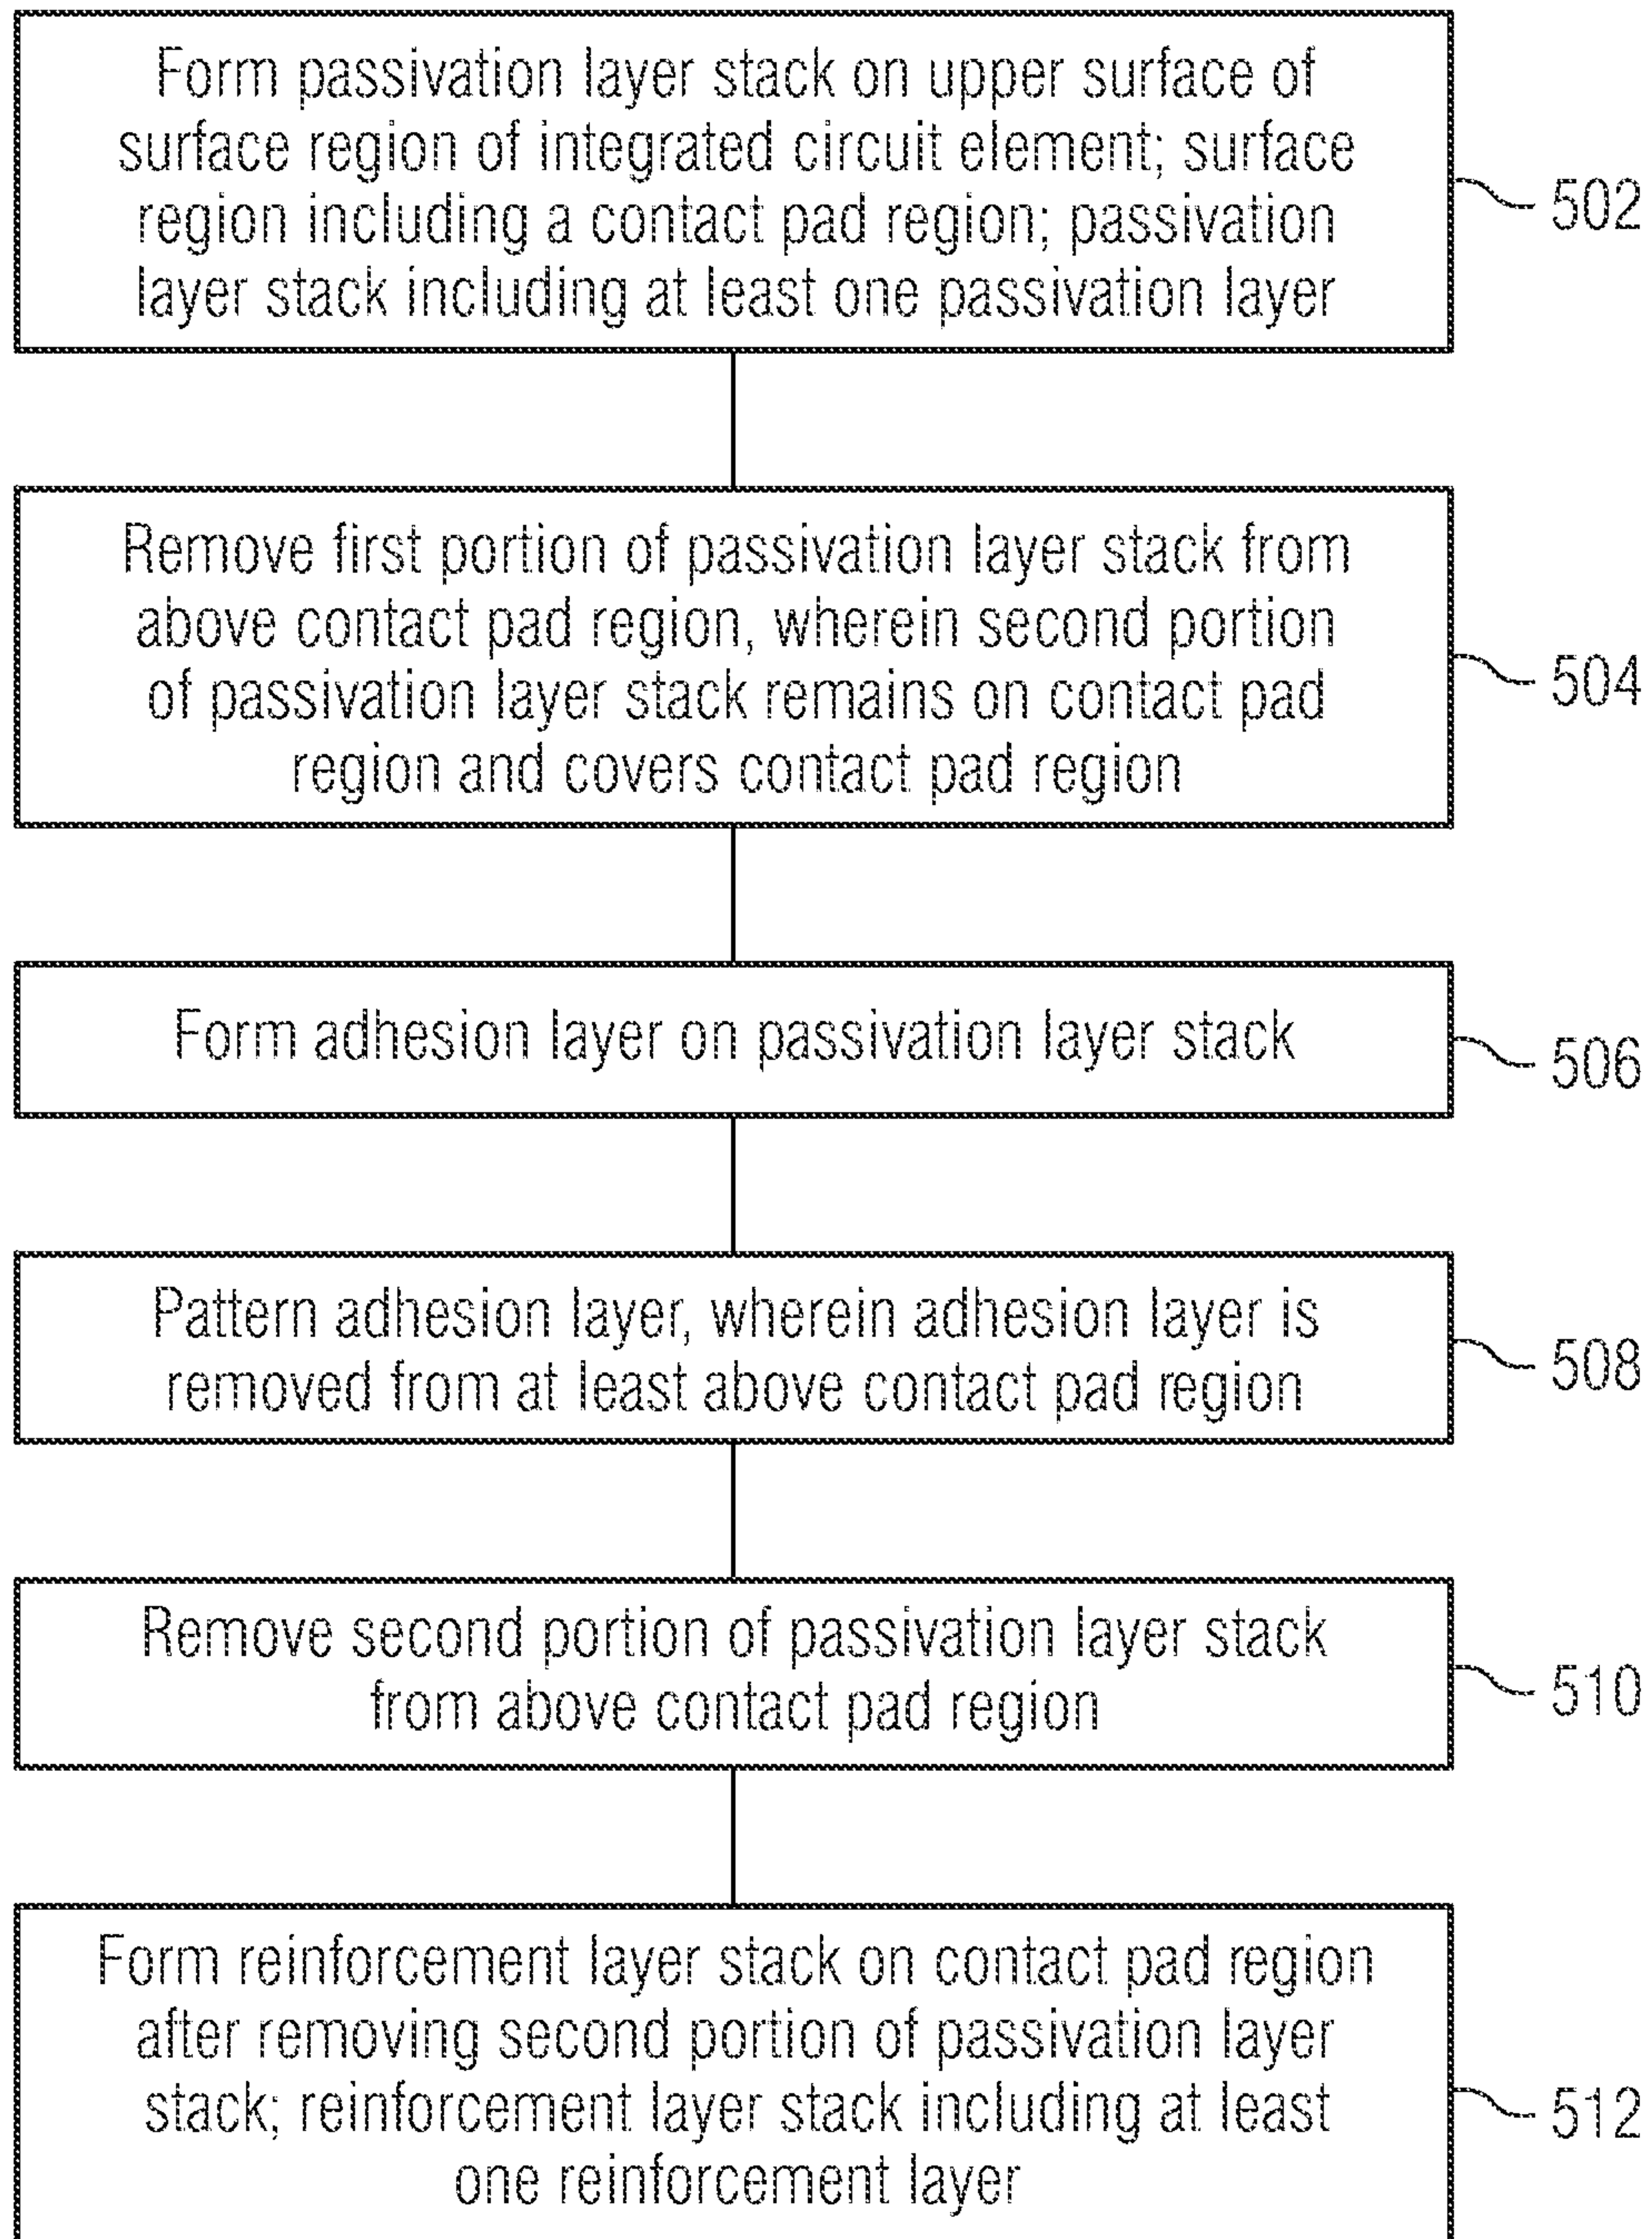 Form passivation layer stack on upper surface of
surface region of integrated circuit element; surface
region including a contact pad region; passivation
layer stack including at least one passivation layer
502
Remove first portion of passivation layer stack from
above contact pad region, wherein second portion
of passivation layer stack remains on contact pad
region and covers contact pad region
504
Form adhesion layer on passivation layer stack
506
Pattern adhesion layer, wherein adhesion layer is
removed from at least above contact pad region
508
Remove second portion of passivation layer stack
from above contact pad region
510
Form reinforcement layer stack on contact pad region
after removing second portion of passivation layer
stack; reinforcement layer stack including at least
one reinforcement layer
512